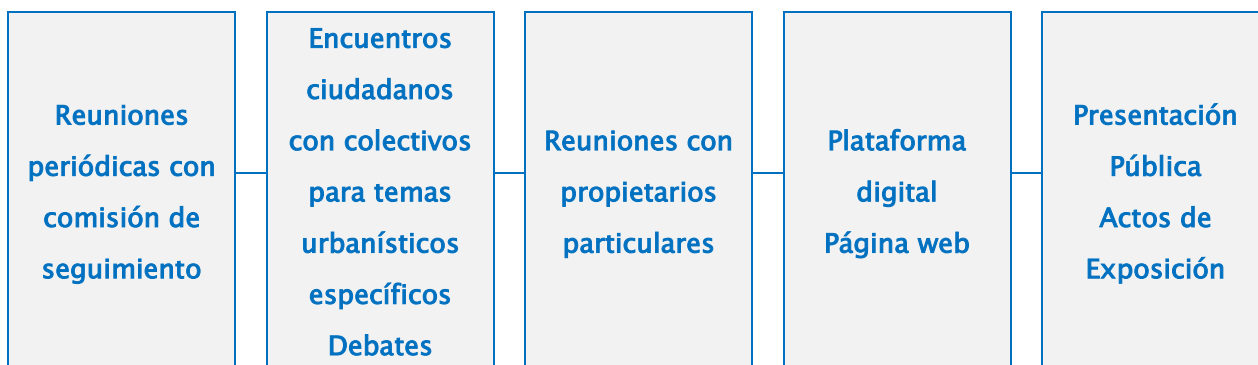 Reuniones
periódicas con
comisión de
seguimiento
Encuentros
ciudadanos
con colectivos
para temas
urbanísticos
específicos
Debates
Reuniones con
propietarios
particulares
Plataforma
digital
Página web
Presentación
Pública
Actos de
Exposición